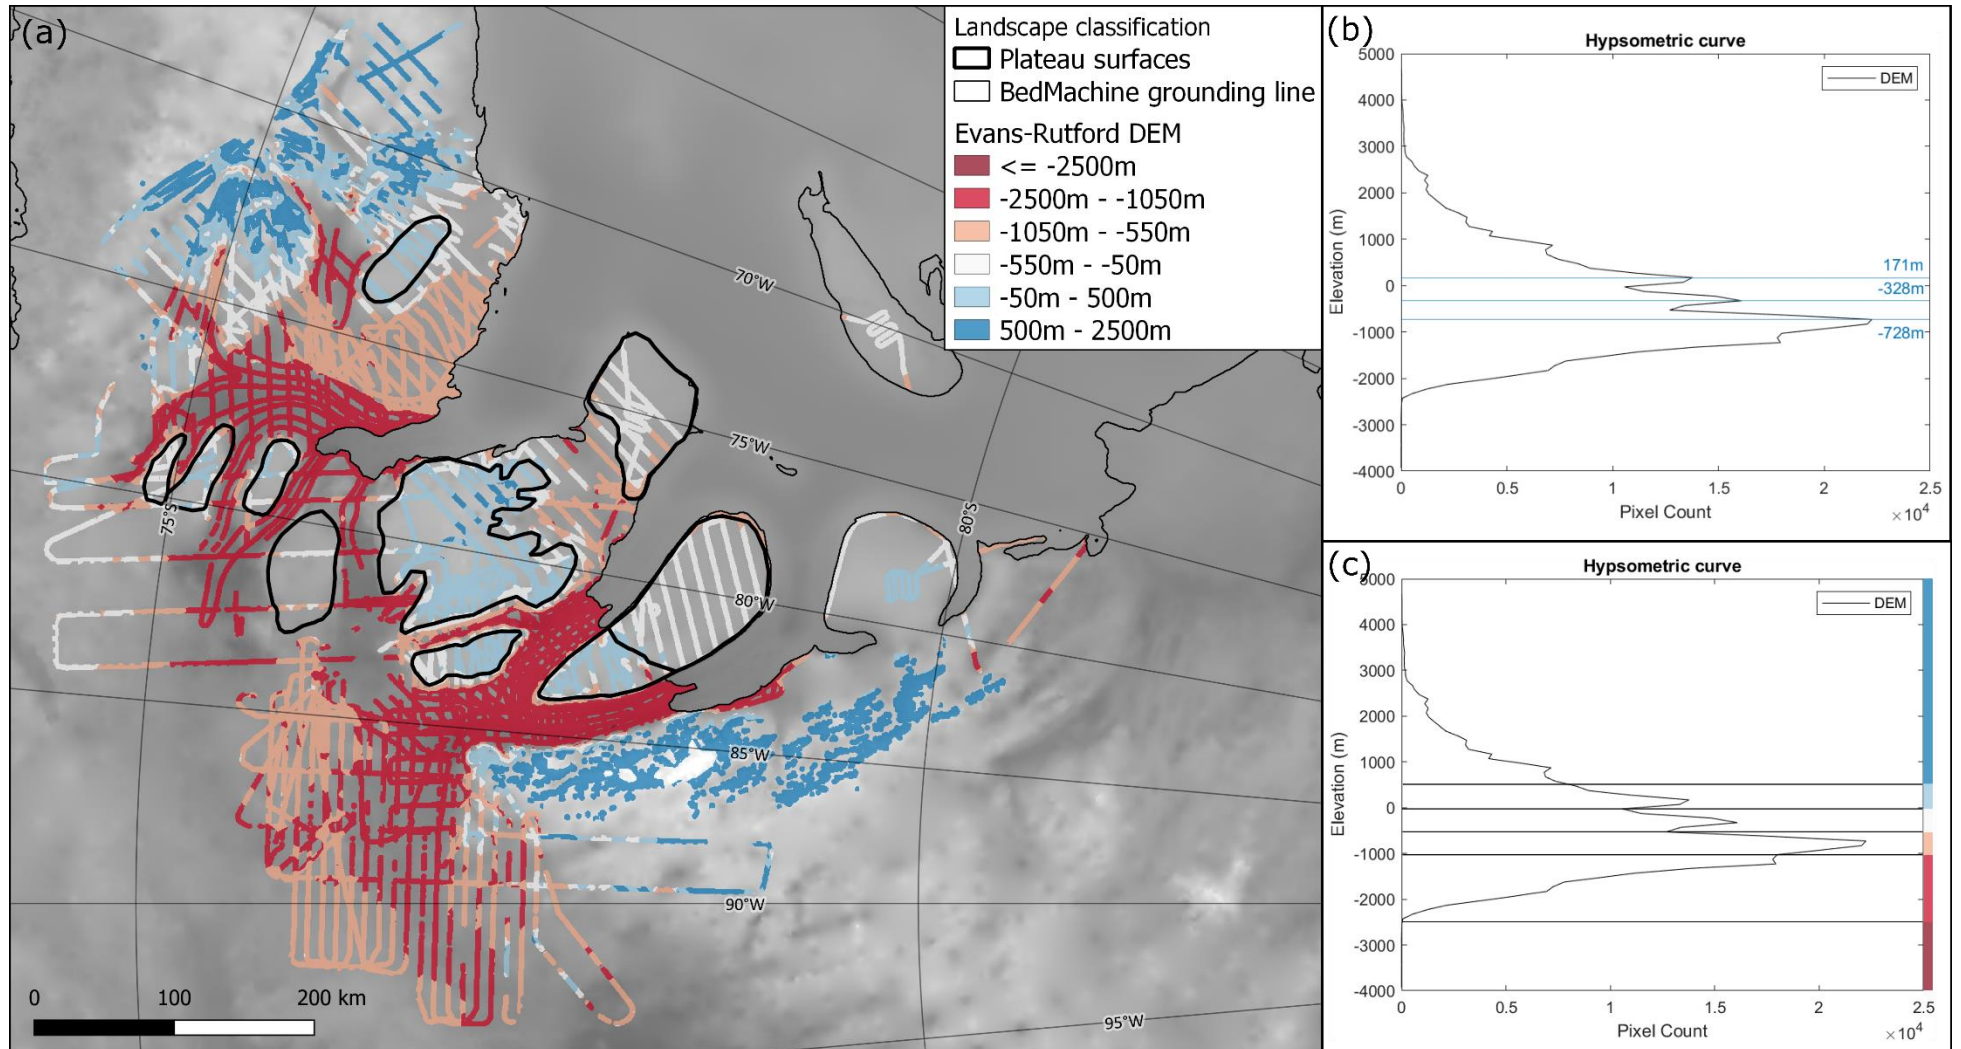 (a)
Landscape classification
Plateau surfaces
BedMachine grounding line
Evans-Rutford DEM
<= -2500m
-2500m - -1050m
-1050m - -550m
-550m - -50m
-50m - 500m
500m - 2500m
70°W
75°W
80°S
75°S
80°W
85°W
90°W
95°W
0 100 200 km
(b)
Hypsometric curve
DEM
5000
4000
3000
2000
1000
0
-1000
-2000
-3000
-4000
Elevation (m)
171m
-328m
-728m
0 0.5 1 1.5 2 2.5
Pixel Count
×10⁴
(c)
Hypsometric curve
DEM
5000
4000
3000
2000
1000
0
-1000
-2000
-3000
-4000
Elevation (m)
0 0.5 1 1.5 2 2.5
Pixel Count
×10⁴